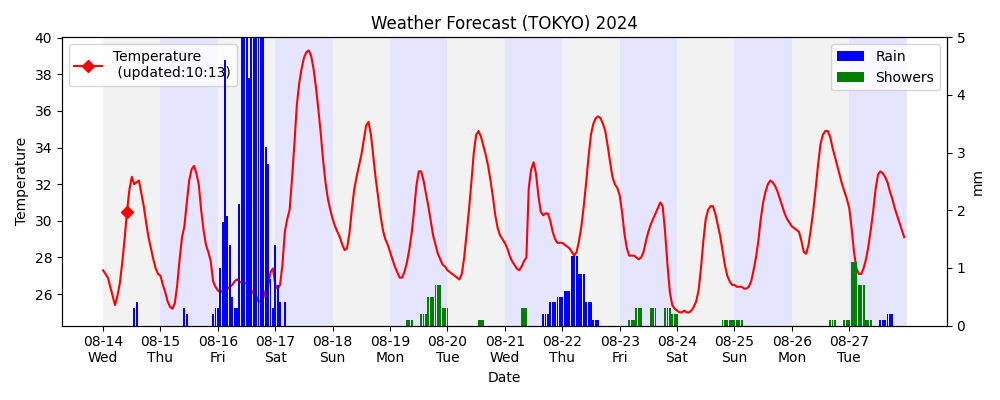 Weather Forecast (TOKYO) 2024
Temperature
(updated:10:13)
Rain
Showers
40
38
36
34
32
30
28
26
Temperature
5
4
3
2
1
0
mm
08-14 08-15 08-16 08-17 08-18 08-19 08-20 08-21 08-22 08-23 08-24 08-25 08-26 08-27
Wed Thu Fri Sat Sun Mon Tue Wed Thu Fri Sat Sun Mon Tue
Date